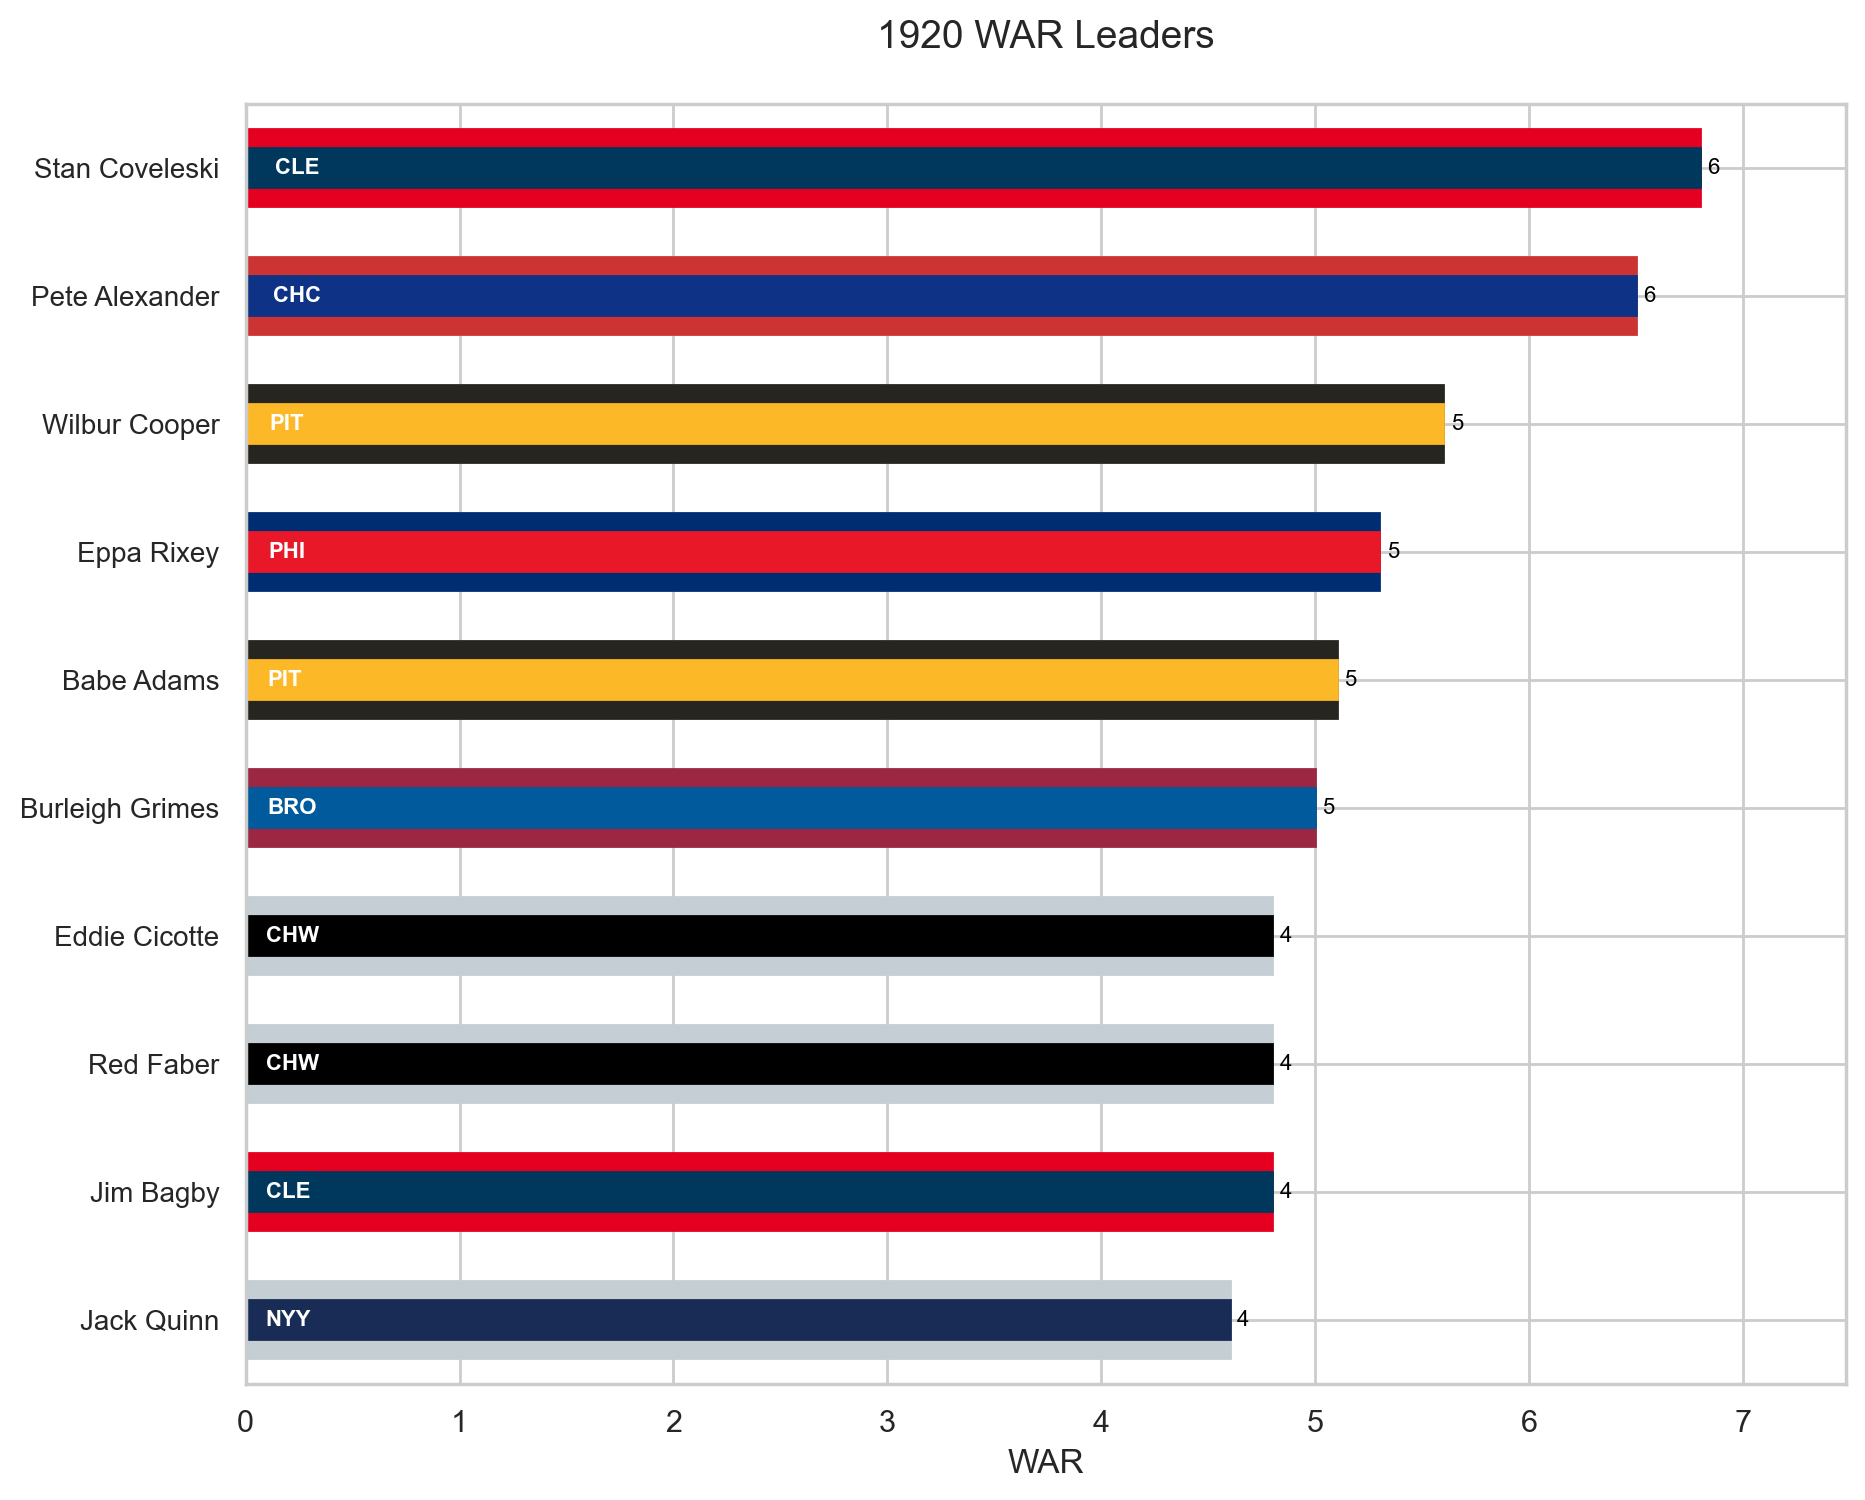 1920 WAR Leaders
Stan Coveleski CLE 6
Pete Alexander CHC 6
Wilbur Cooper PIT 5
Eppa Rixey PHI 5
Babe Adams PIT 5
Burleigh Grimes BRO 5
Eddie Cicotte CHW 4
Red Faber CHW 4
Jim Bagby CLE 4
Jack Quinn NYY 4
0 1 2 3 4 5 6 7
WAR